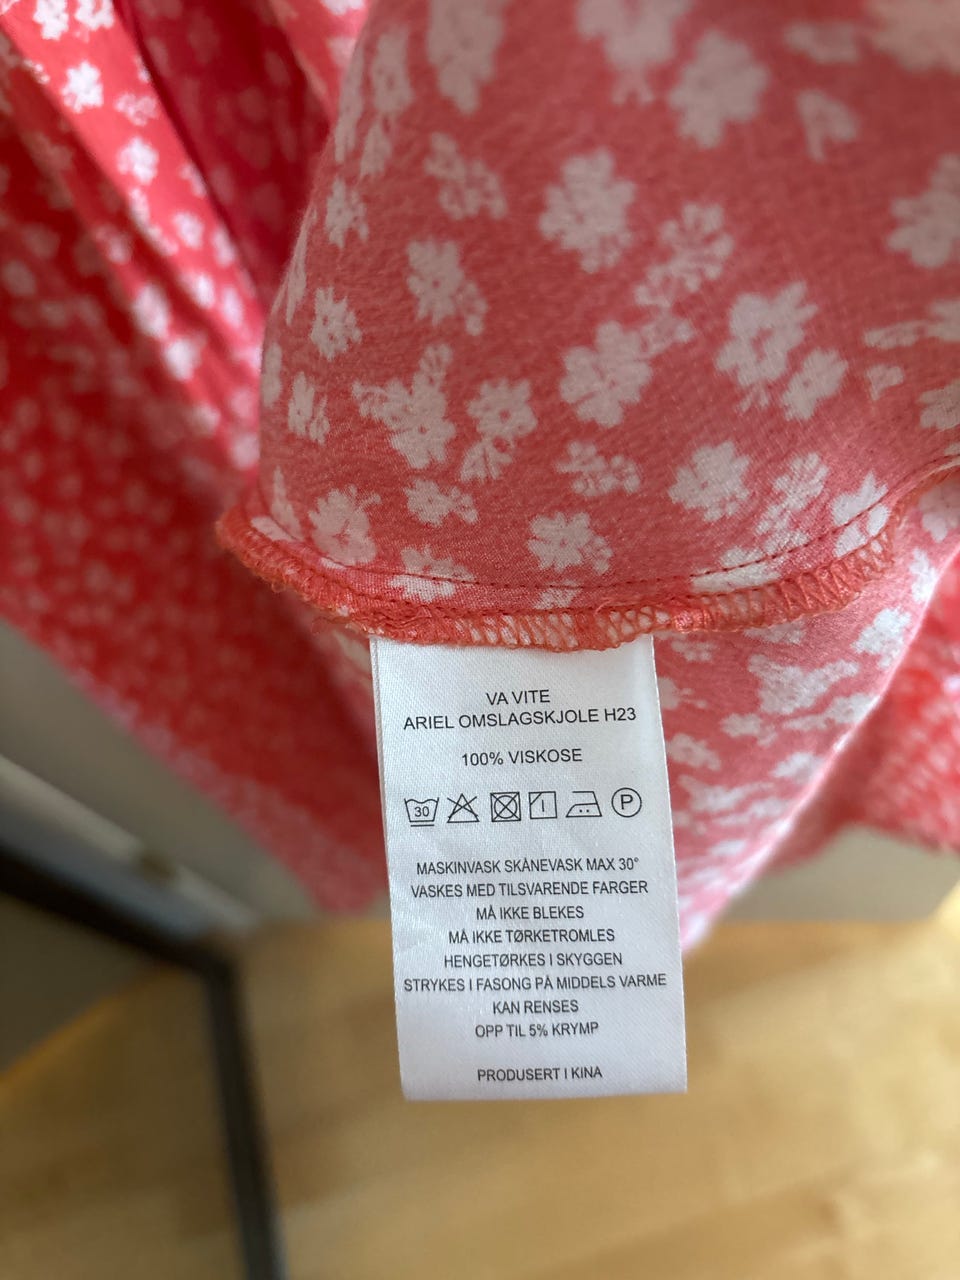 VA VITE
ARIEL OMSLAGSKJOLE H23
100% VISKOSE
30 P
MASKINVASK SKÅNEVASK MAX 30°
VASKES MED TILSVARENDE FARGER
MÅ IKKE BLEKES
MÅ IKKE TØRKETROMLES
HENGETØRKES I SKYGGEN
STRYKES I FASONG PÅ MIDDELS VARME
KAN RENSES
OPP TIL 5% KRYMP
PRODUSERT I KINA